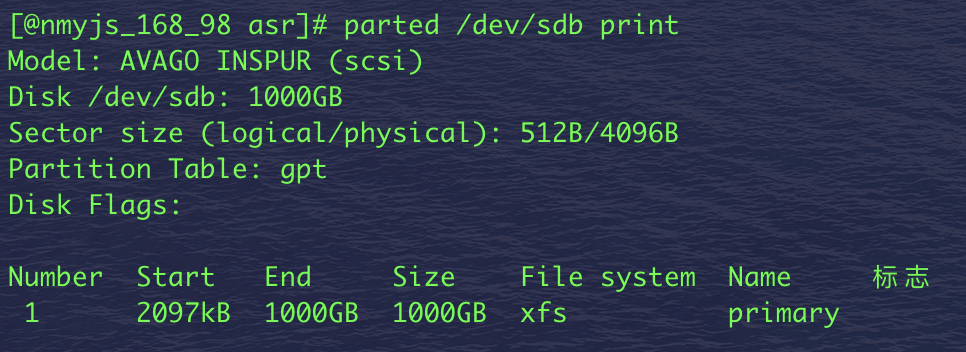 [@nmyjs_168_98 asr]# parted /dev/sdb print
Model: AVAGO INSPUR (scsi)
Disk /dev/sdb: 1000GB
Sector size (logical/physical): 512B/4096B
Partition Table: gpt
Disk Flags:
Number  Start   End     Size    File system  Name     标志
 1      2097kB  1000GB  1000GB  xfs          primary